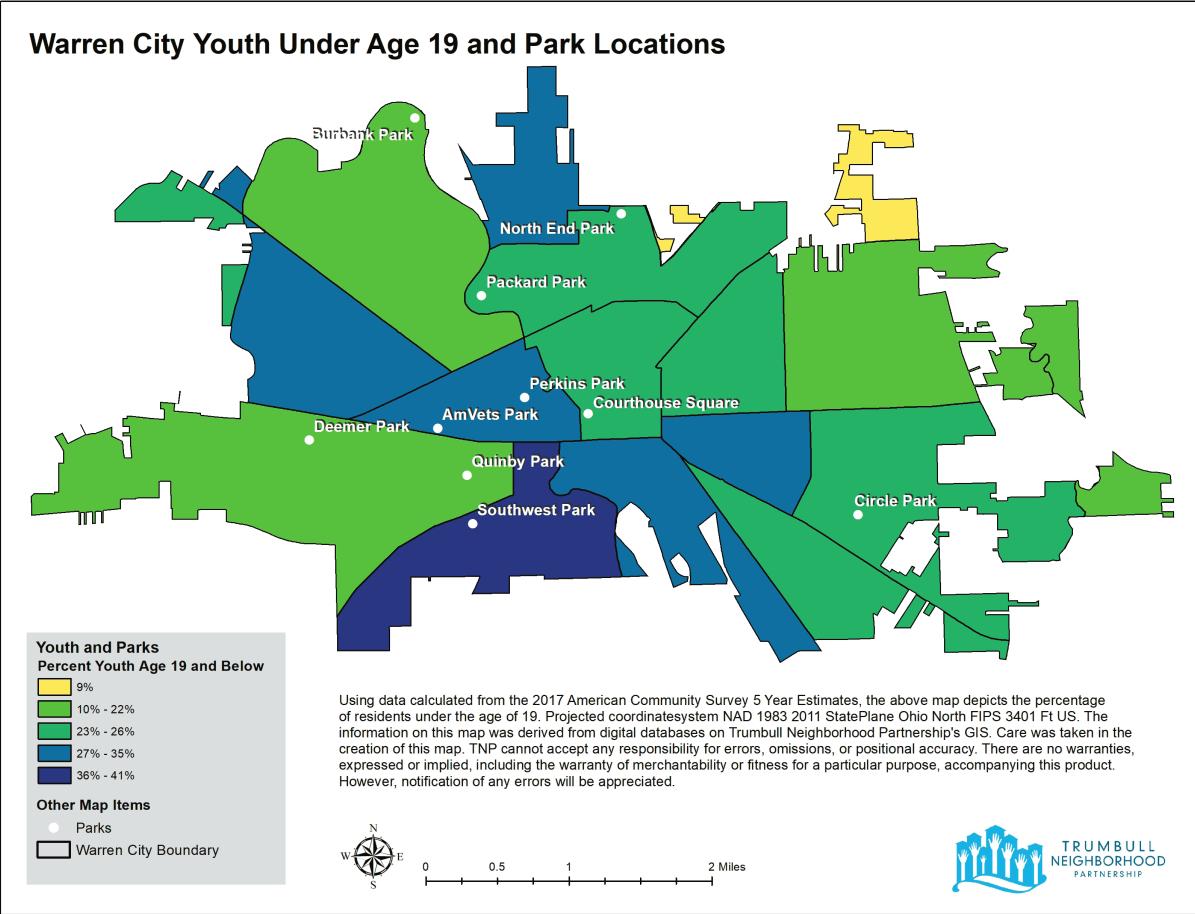 Warren City Youth Under Age 19 and Park Locations
Burbank Park
North End Park
Packard Park
Perkins Park
Courthouse Square
AmVets Park
Deemer Park
Quinby Park
Circle Park
Southwest Park
Youth and Parks
Percent Youth Age 19 and Below
9%
10% - 22%
23% - 26%
27% - 35%
36% - 41%
Other Map Items
Parks
Warren City Boundary
Using data calculated from the 2017 American Community Survey 5 Year Estimates, the above map depicts the percentage
of residents under the age of 19. Projected coordinatesystem NAD 1983 2011 StatePlane Ohio North FIPS 3401 Ft US. The
information on this map was derived from digital databases on Trumbull Neighborhood Partnership's GIS. Care was taken in the
creation of this map. TNP cannot accept any responsibility for errors, omissions, or positional accuracy. There are no warranties,
expressed or implied, including the warranty of merchantability or fitness for a particular purpose, accompanying this product.
However, notification of any errors will be appreciated.
N
W E
S
0 0.5 1 2 Miles
TRUMBULL
NEIGHBORHOOD
PARTNERSHIP